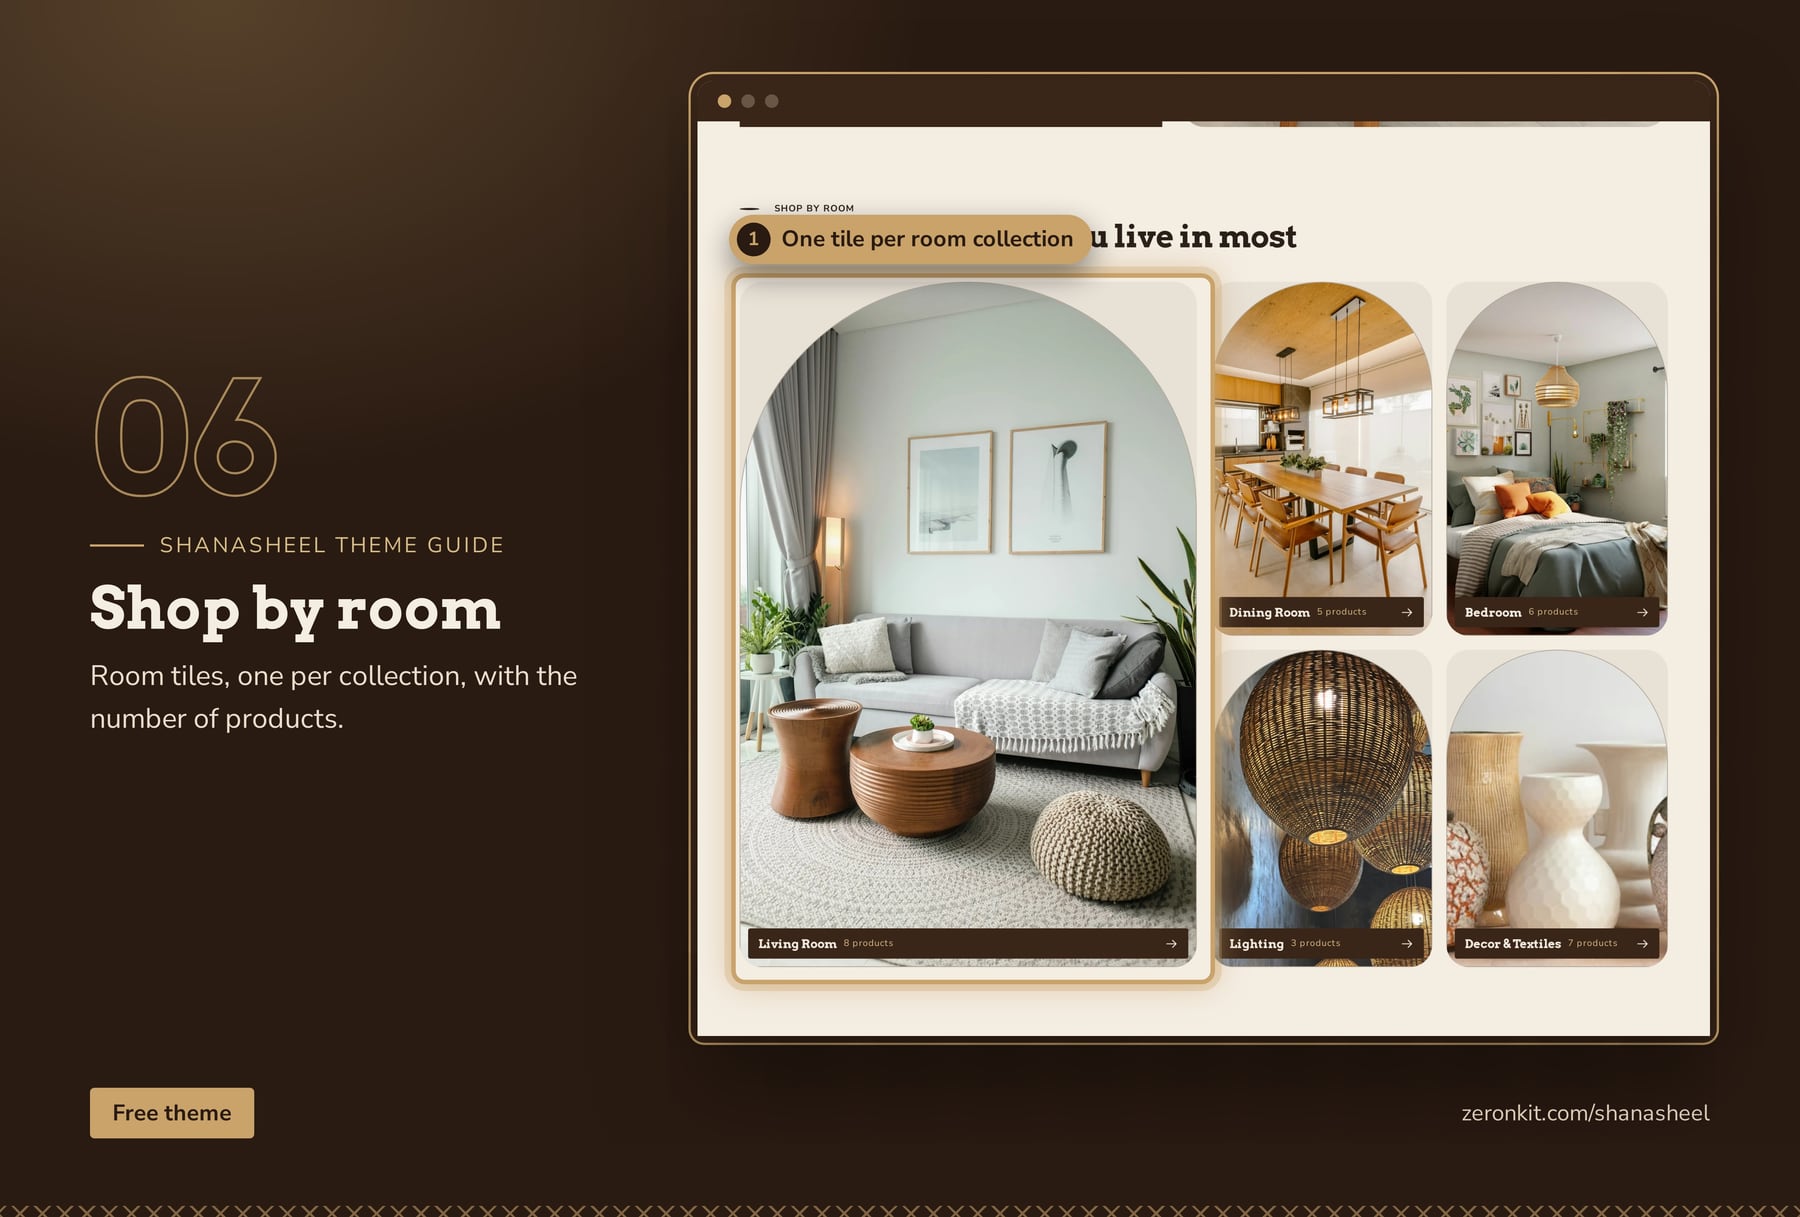 06
SHANASHEEL THEME GUIDE
Shop by room
Room tiles, one per collection, with the
number of products.
Free theme
SHOP BY ROOM
1 One tile per room collection
u live in most
Dining Room 5 products →
Bedroom 6 products →
Living Room 8 products →
Lighting 3 products →
Decor & Textiles 7 products →
zeronkit.com/shanasheel